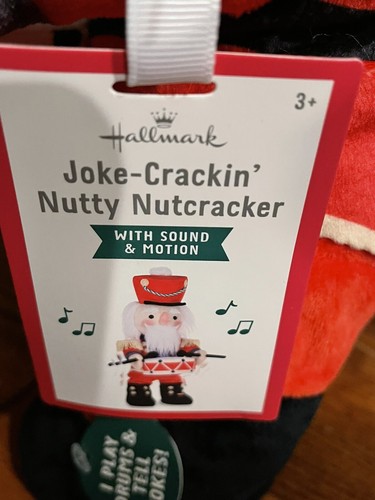 3+
Hallmark
Joke-Crackin'
Nutty Nutcracker
WITH SOUND
& MOTION
I PLAY
DRUMS &
TELL
JOKES!